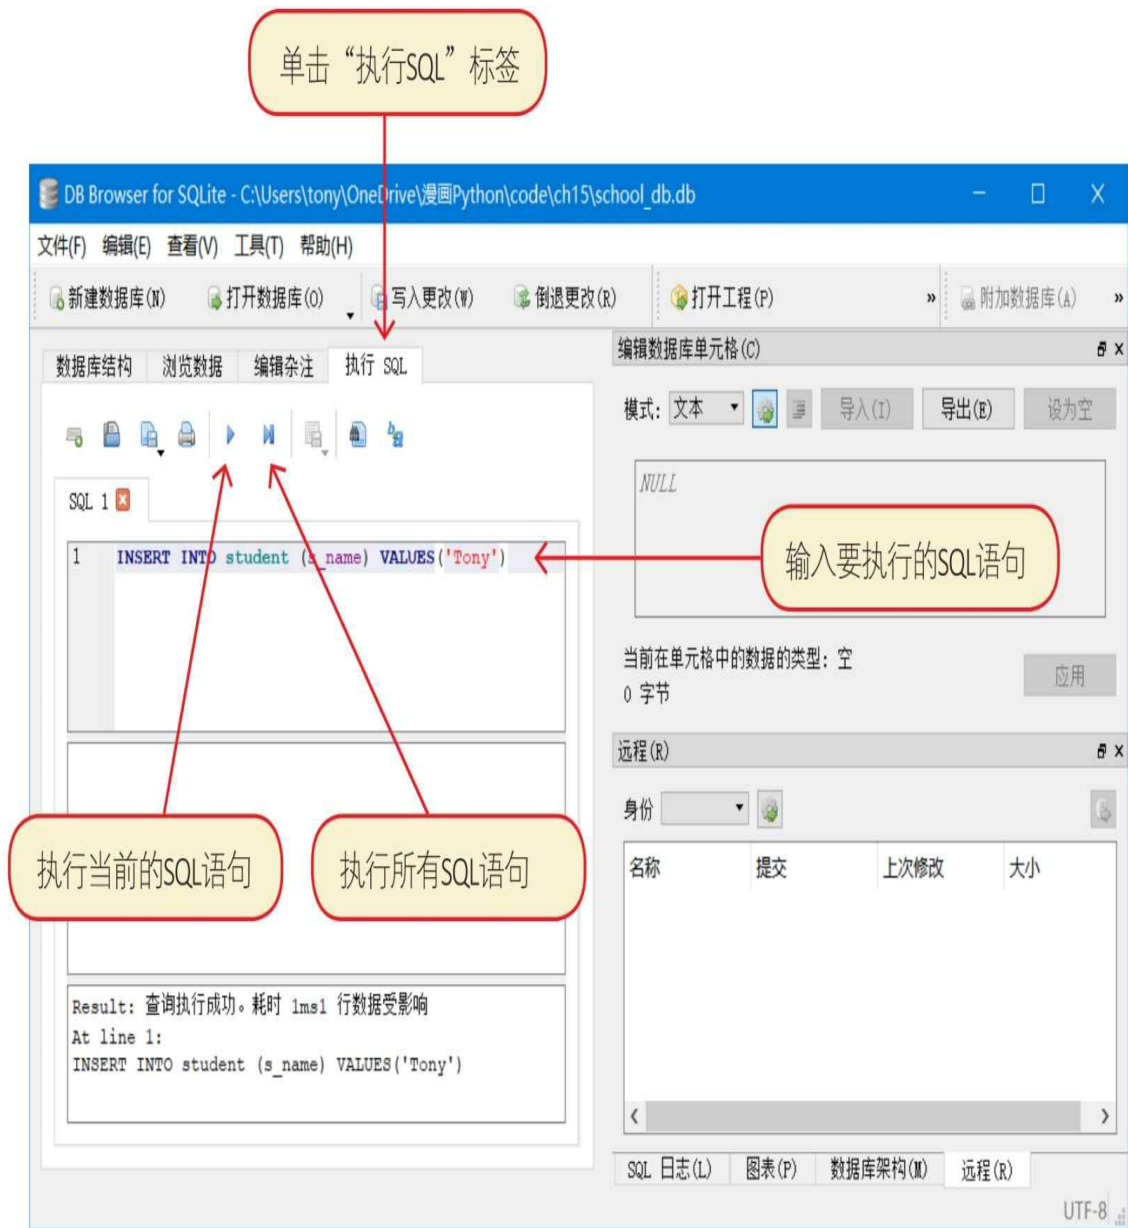 单击“执行SQL”标签
DB Browser for SQLite - C:\Users\tony\OneDrive\漫画Python\code\ch15\school_db.db
文件(F) 编辑(E) 查看(V) 工具(T) 帮助(H)
新建数据库(N) 打开数据库(O) 写入更改(W) 倒退更改(R) 打开工程(P) » 附加数据库(A) »
数据库结构 浏览数据 编辑杂注 执行 SQL
SQL 1
1 INSERT INTO student (s_name) VALUES('Tony')
执行当前的SQL语句
执行所有SQL语句
Result: 查询执行成功。耗时 1ms1 行数据受影响
At line 1:
INSERT INTO student (s_name) VALUES('Tony')
编辑数据库单元格(C)
模式: 文本 导入(I) 导出(E) 设为空
NULL
输入要执行的SQL语句
当前在单元格中的数据的类型: 空
0 字节
应用
远程(R)
身份
名称 提交 上次修改 大小
SQL 日志(L) 图表(P) 数据库架构(M) 远程(R)
UTF-8